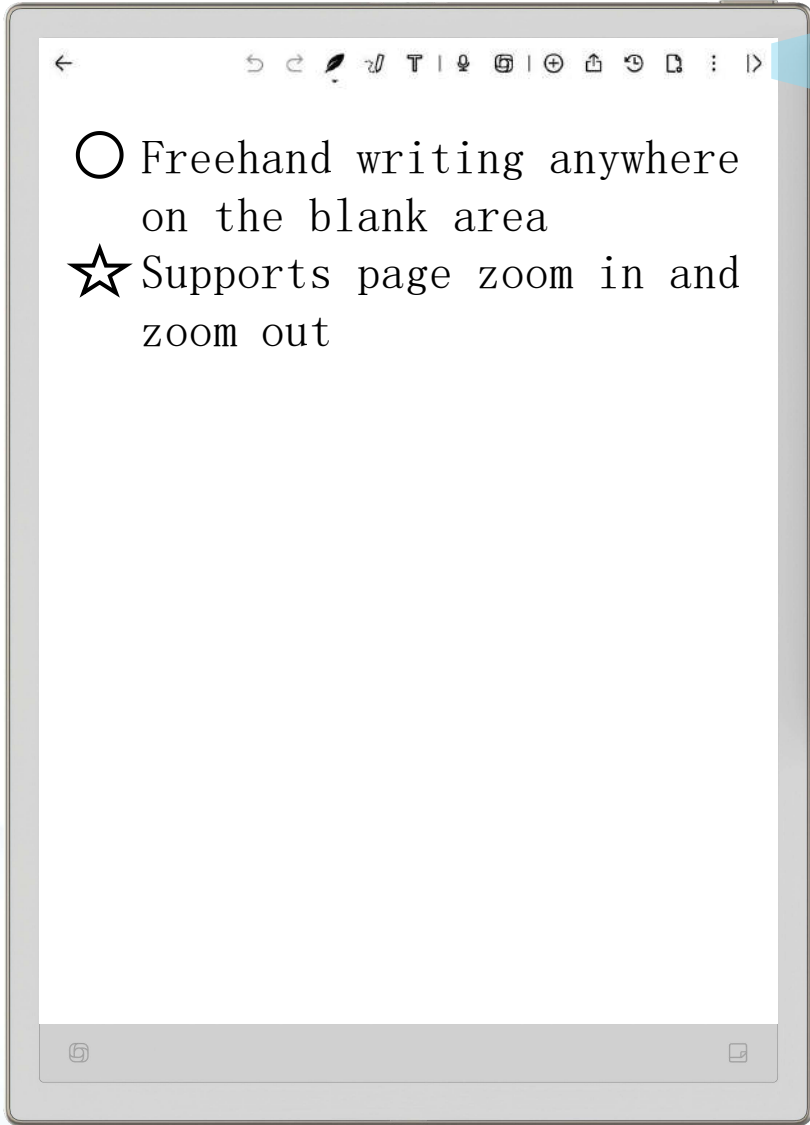 Freehand writing anywhere
on the blank area
Supports page zoom in and
zoom out